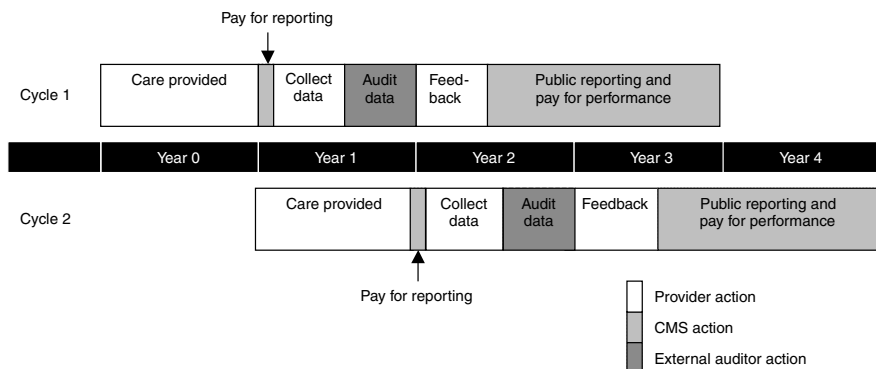 Pay for reporting
Cycle 1
Care provided
Collect
data
Audit
data
Feed-
back
Public reporting and
pay for performance
Year 0
Year 1
Year 2
Year 3
Year 4
Cycle 2
Care provided
Collect
data
Audit
data
Feedback
Public reporting and
pay for performance
Pay for reporting
Provider action
CMS action
External auditor action